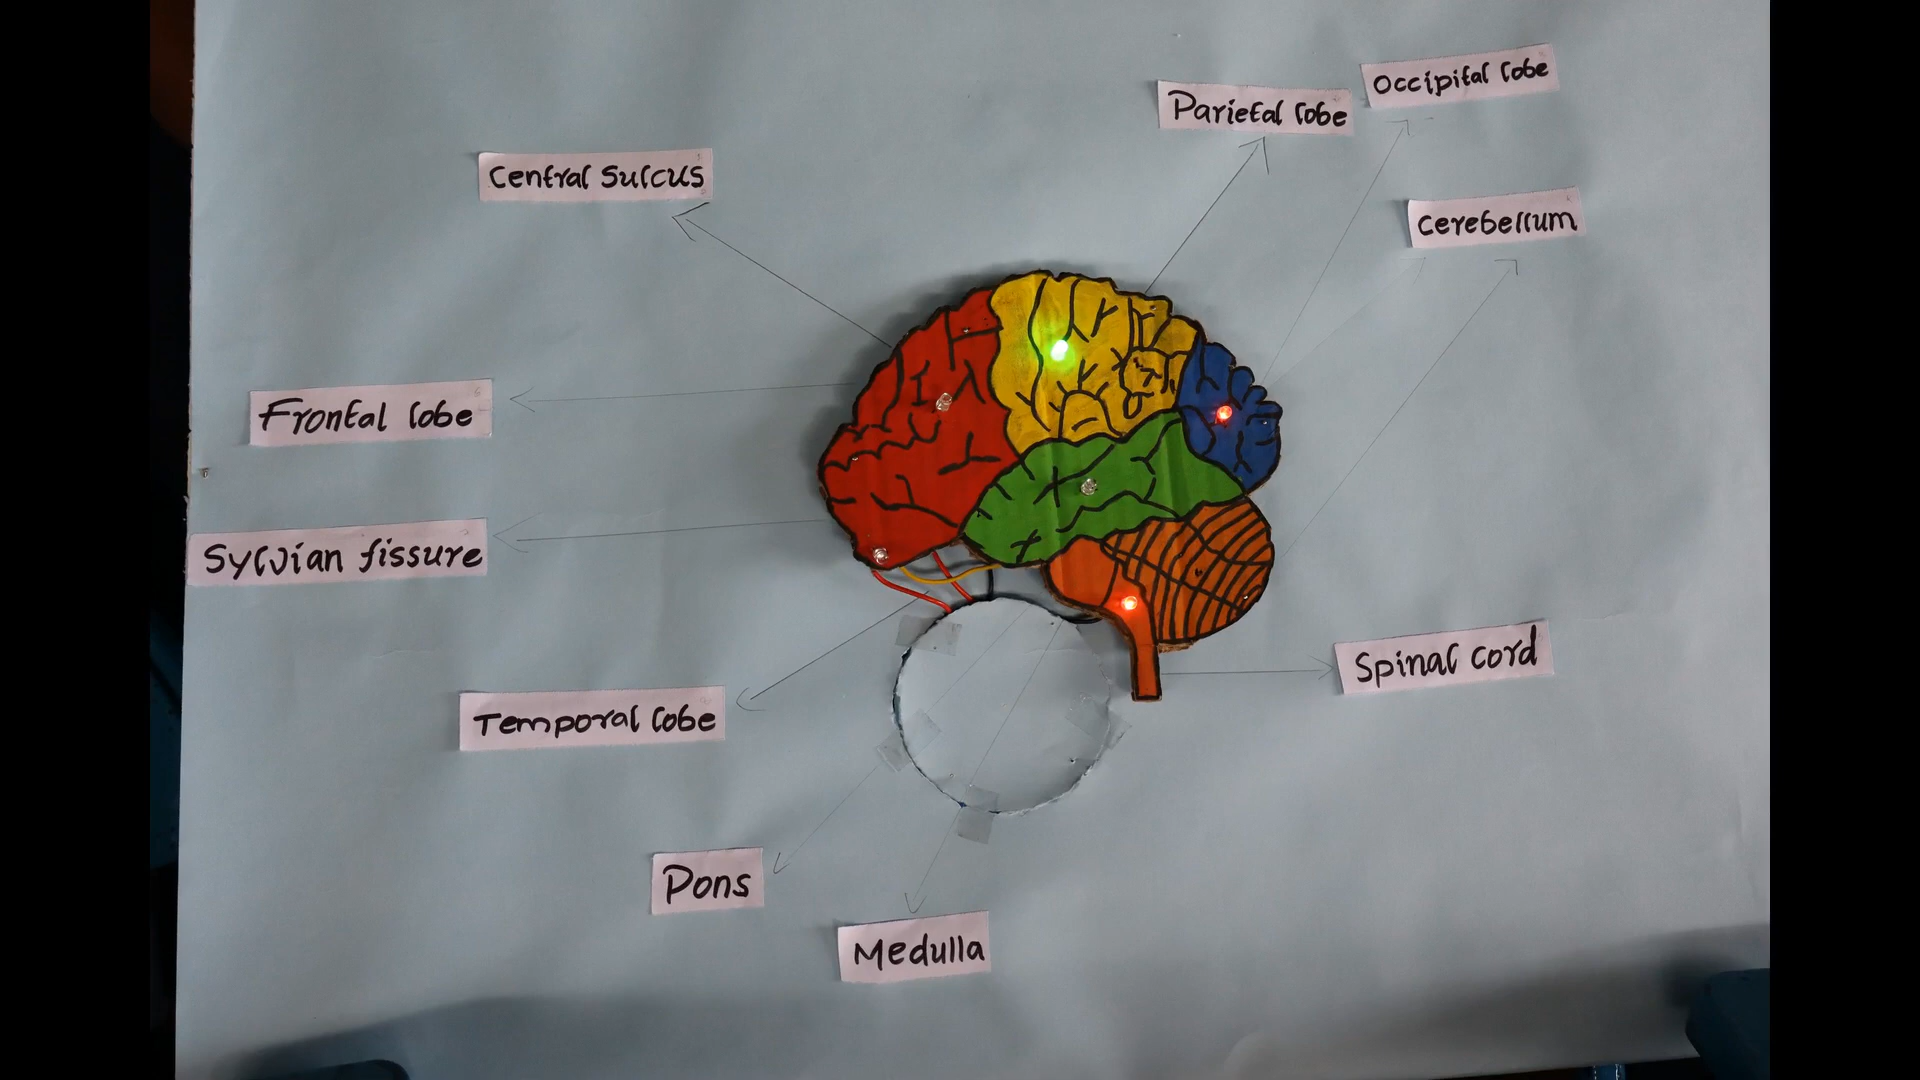 Occipital lobe
Parietal lobe
Central Sulcus
Cerebellum
Frontal lobe
Sylvian fissure
Spinal cord
Temporal lobe
Pons
Medulla